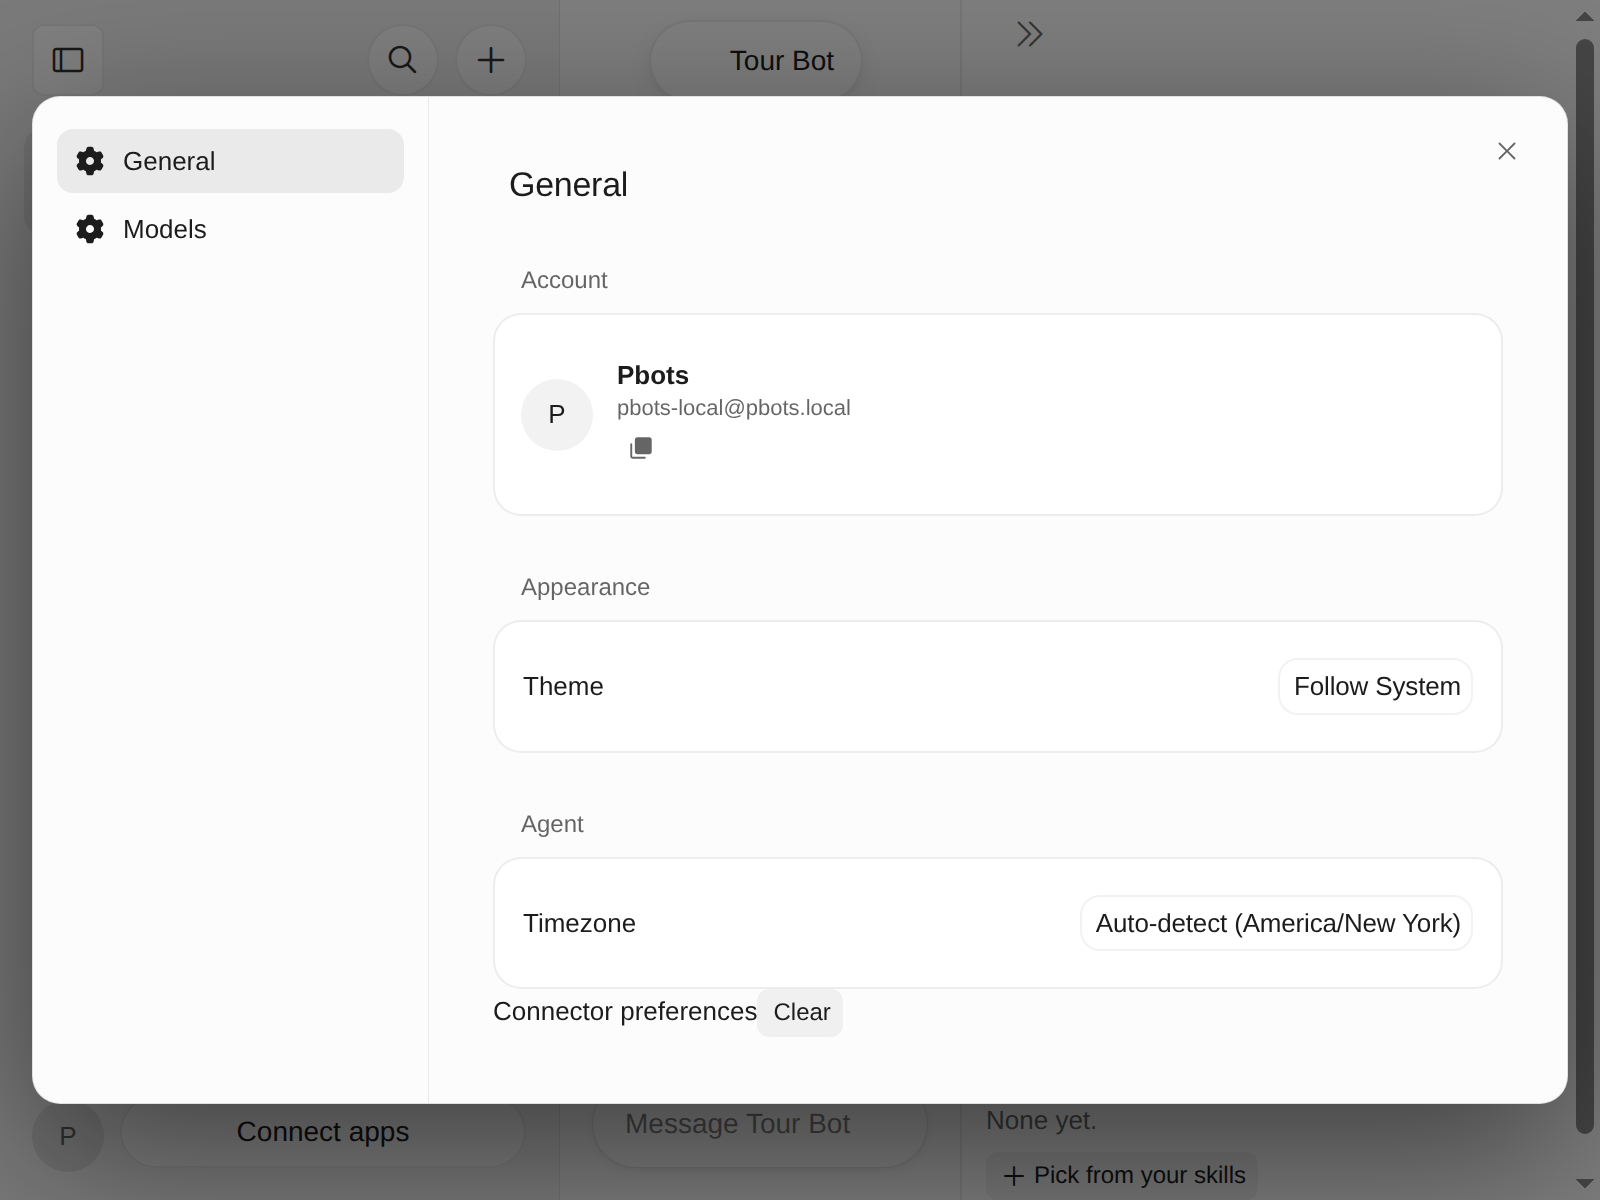 Tour Bot
General
Models
General
Account
P
Pbots
pbots-local@pbots.local
Appearance
Theme
Follow System
Agent
Timezone
Auto-detect (America/New York)
Connector preferences
Clear
P
Connect apps
Message Tour Bot
None yet.
Pick from your skills